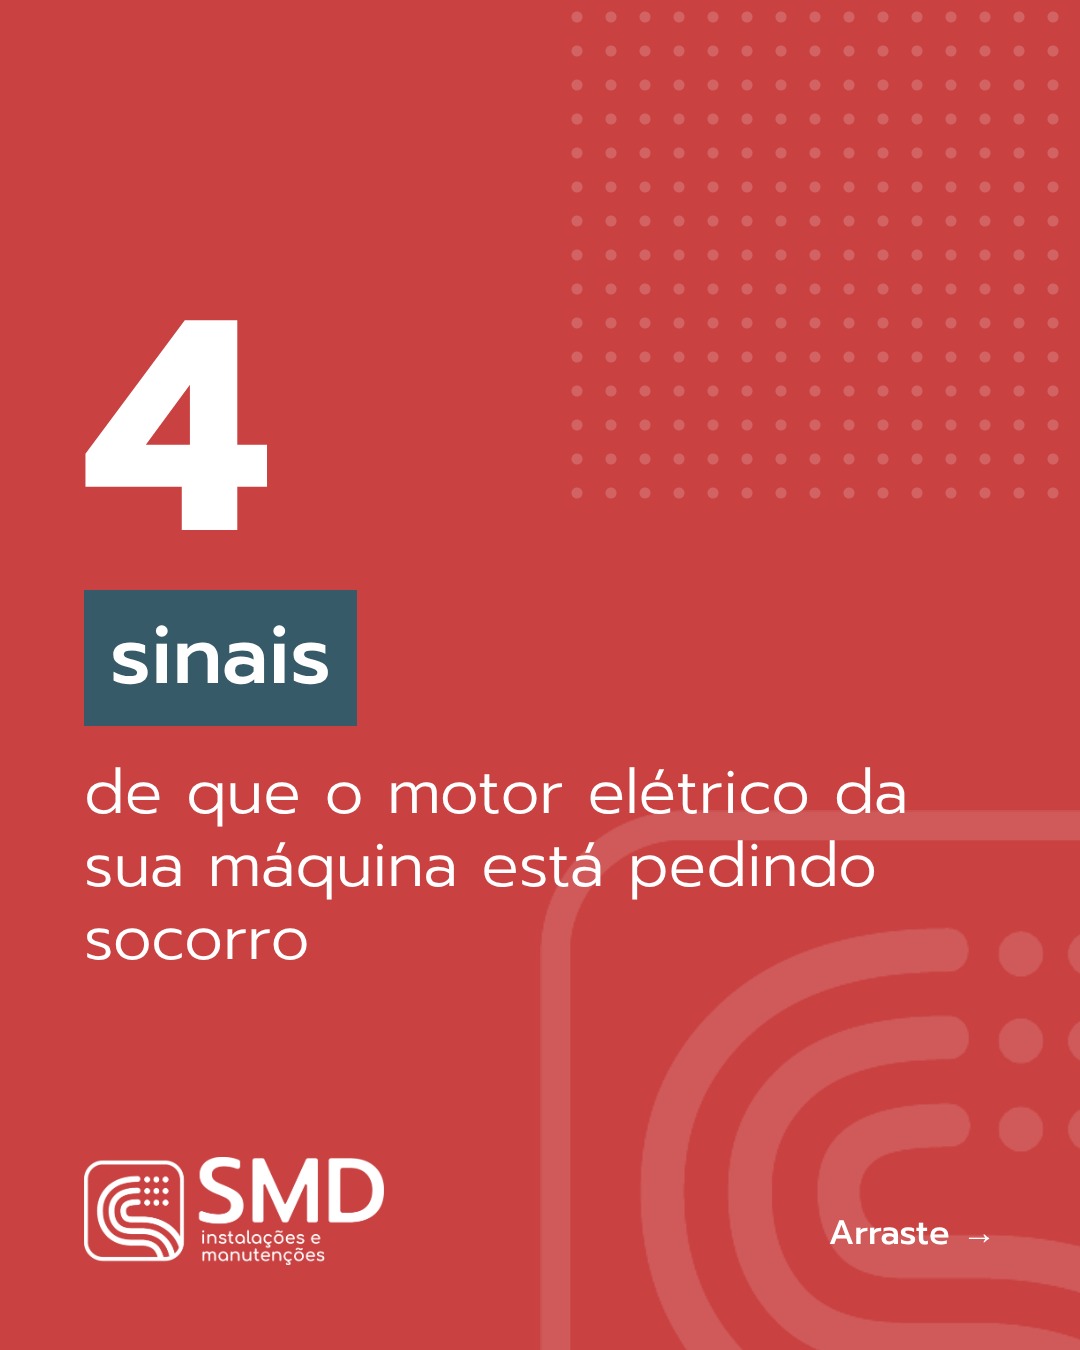 4
sinais
de que o motor elétrico da
sua máquina está pedindo
socorro
SMD
instalações e
manutenções
Arraste →